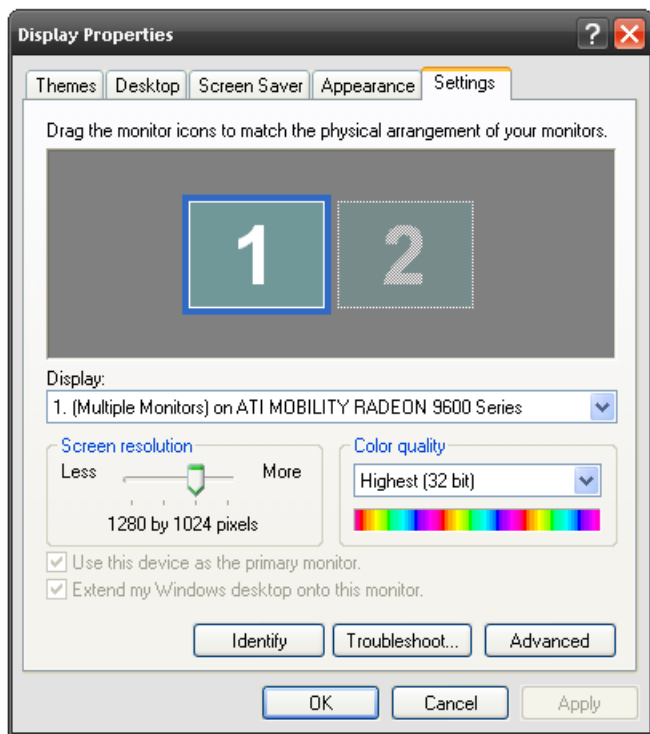 Display Properties
Themes Desktop Screen Saver Appearance Settings
Drag the monitor icons to match the physical arrangement of your monitors.
1 2
Display:
1. (Multiple Monitors) on ATI MOBILITY RADEON 9600 Series
Screen resolution
Less More
1280 by 1024 pixels
Color quality
Highest (32 bit)
Use this device as the primary monitor.
Extend my Windows desktop onto this monitor.
Identify Troubleshoot... Advanced
OK Cancel Apply